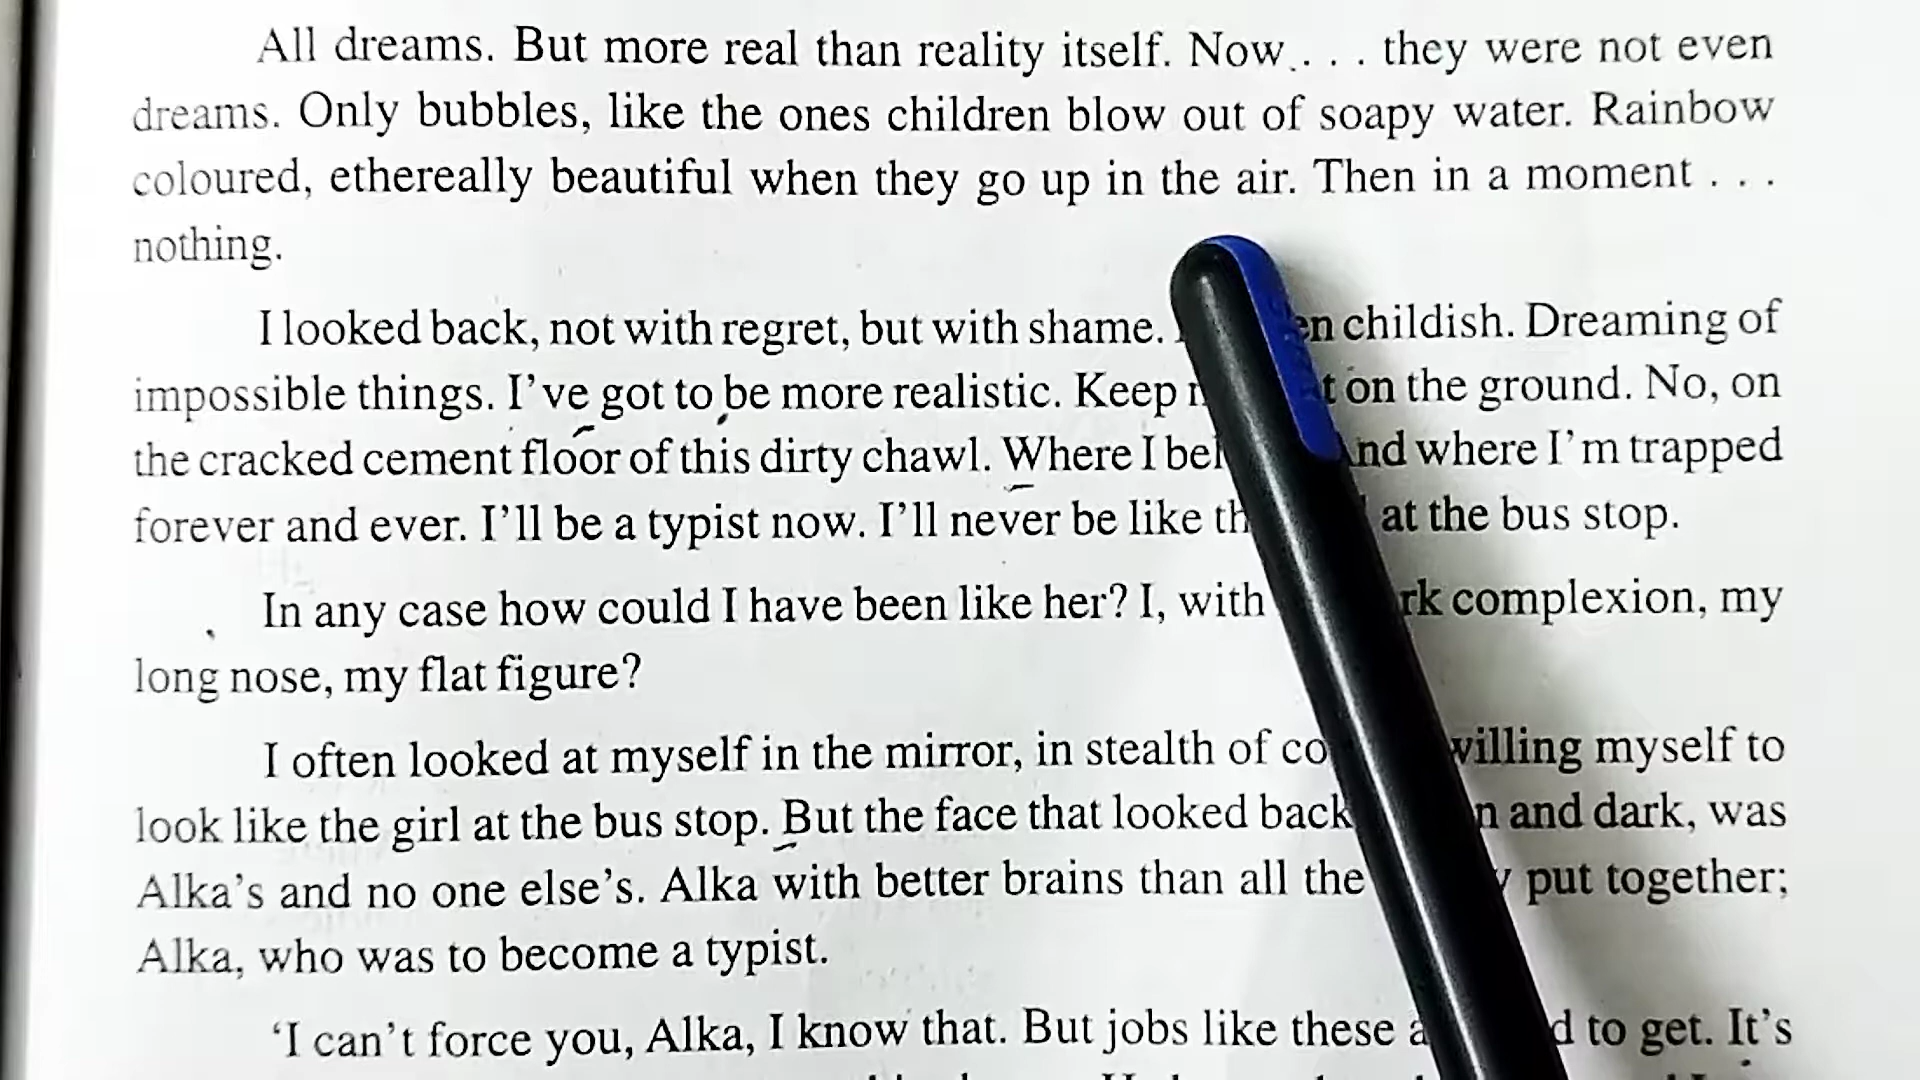 All dreams. But more real than reality itself. Now . . . . they were not even
dreams. Only bubbles, like the ones children blow out of soapy water. Rainbow
coloured, ethereally beautiful when they go up in the air. Then in a moment . . .
nothing.
I looked back, not with regret, but with shame. childish. Dreaming of
impossible things. I've got to be more realistic. Keep on the ground. No, on
the cracked cement floor of this dirty chawl. Where I where I'm trapped
forever and ever. I'll be a typist now. I'll never be like at the bus stop.
In any case how could I have been like her? I, with complexion, my
long nose, my flat figure?
I often looked at myself in the mirror, in stealth of willing myself to
look like the girl at the bus stop. But the face that looked back and dark, was
Alka's and no one else's. Alka with better brains than all the put together;
Alka, who was to become a typist.
'I can't force you, Alka, I know that. But jobs like these to get. It's